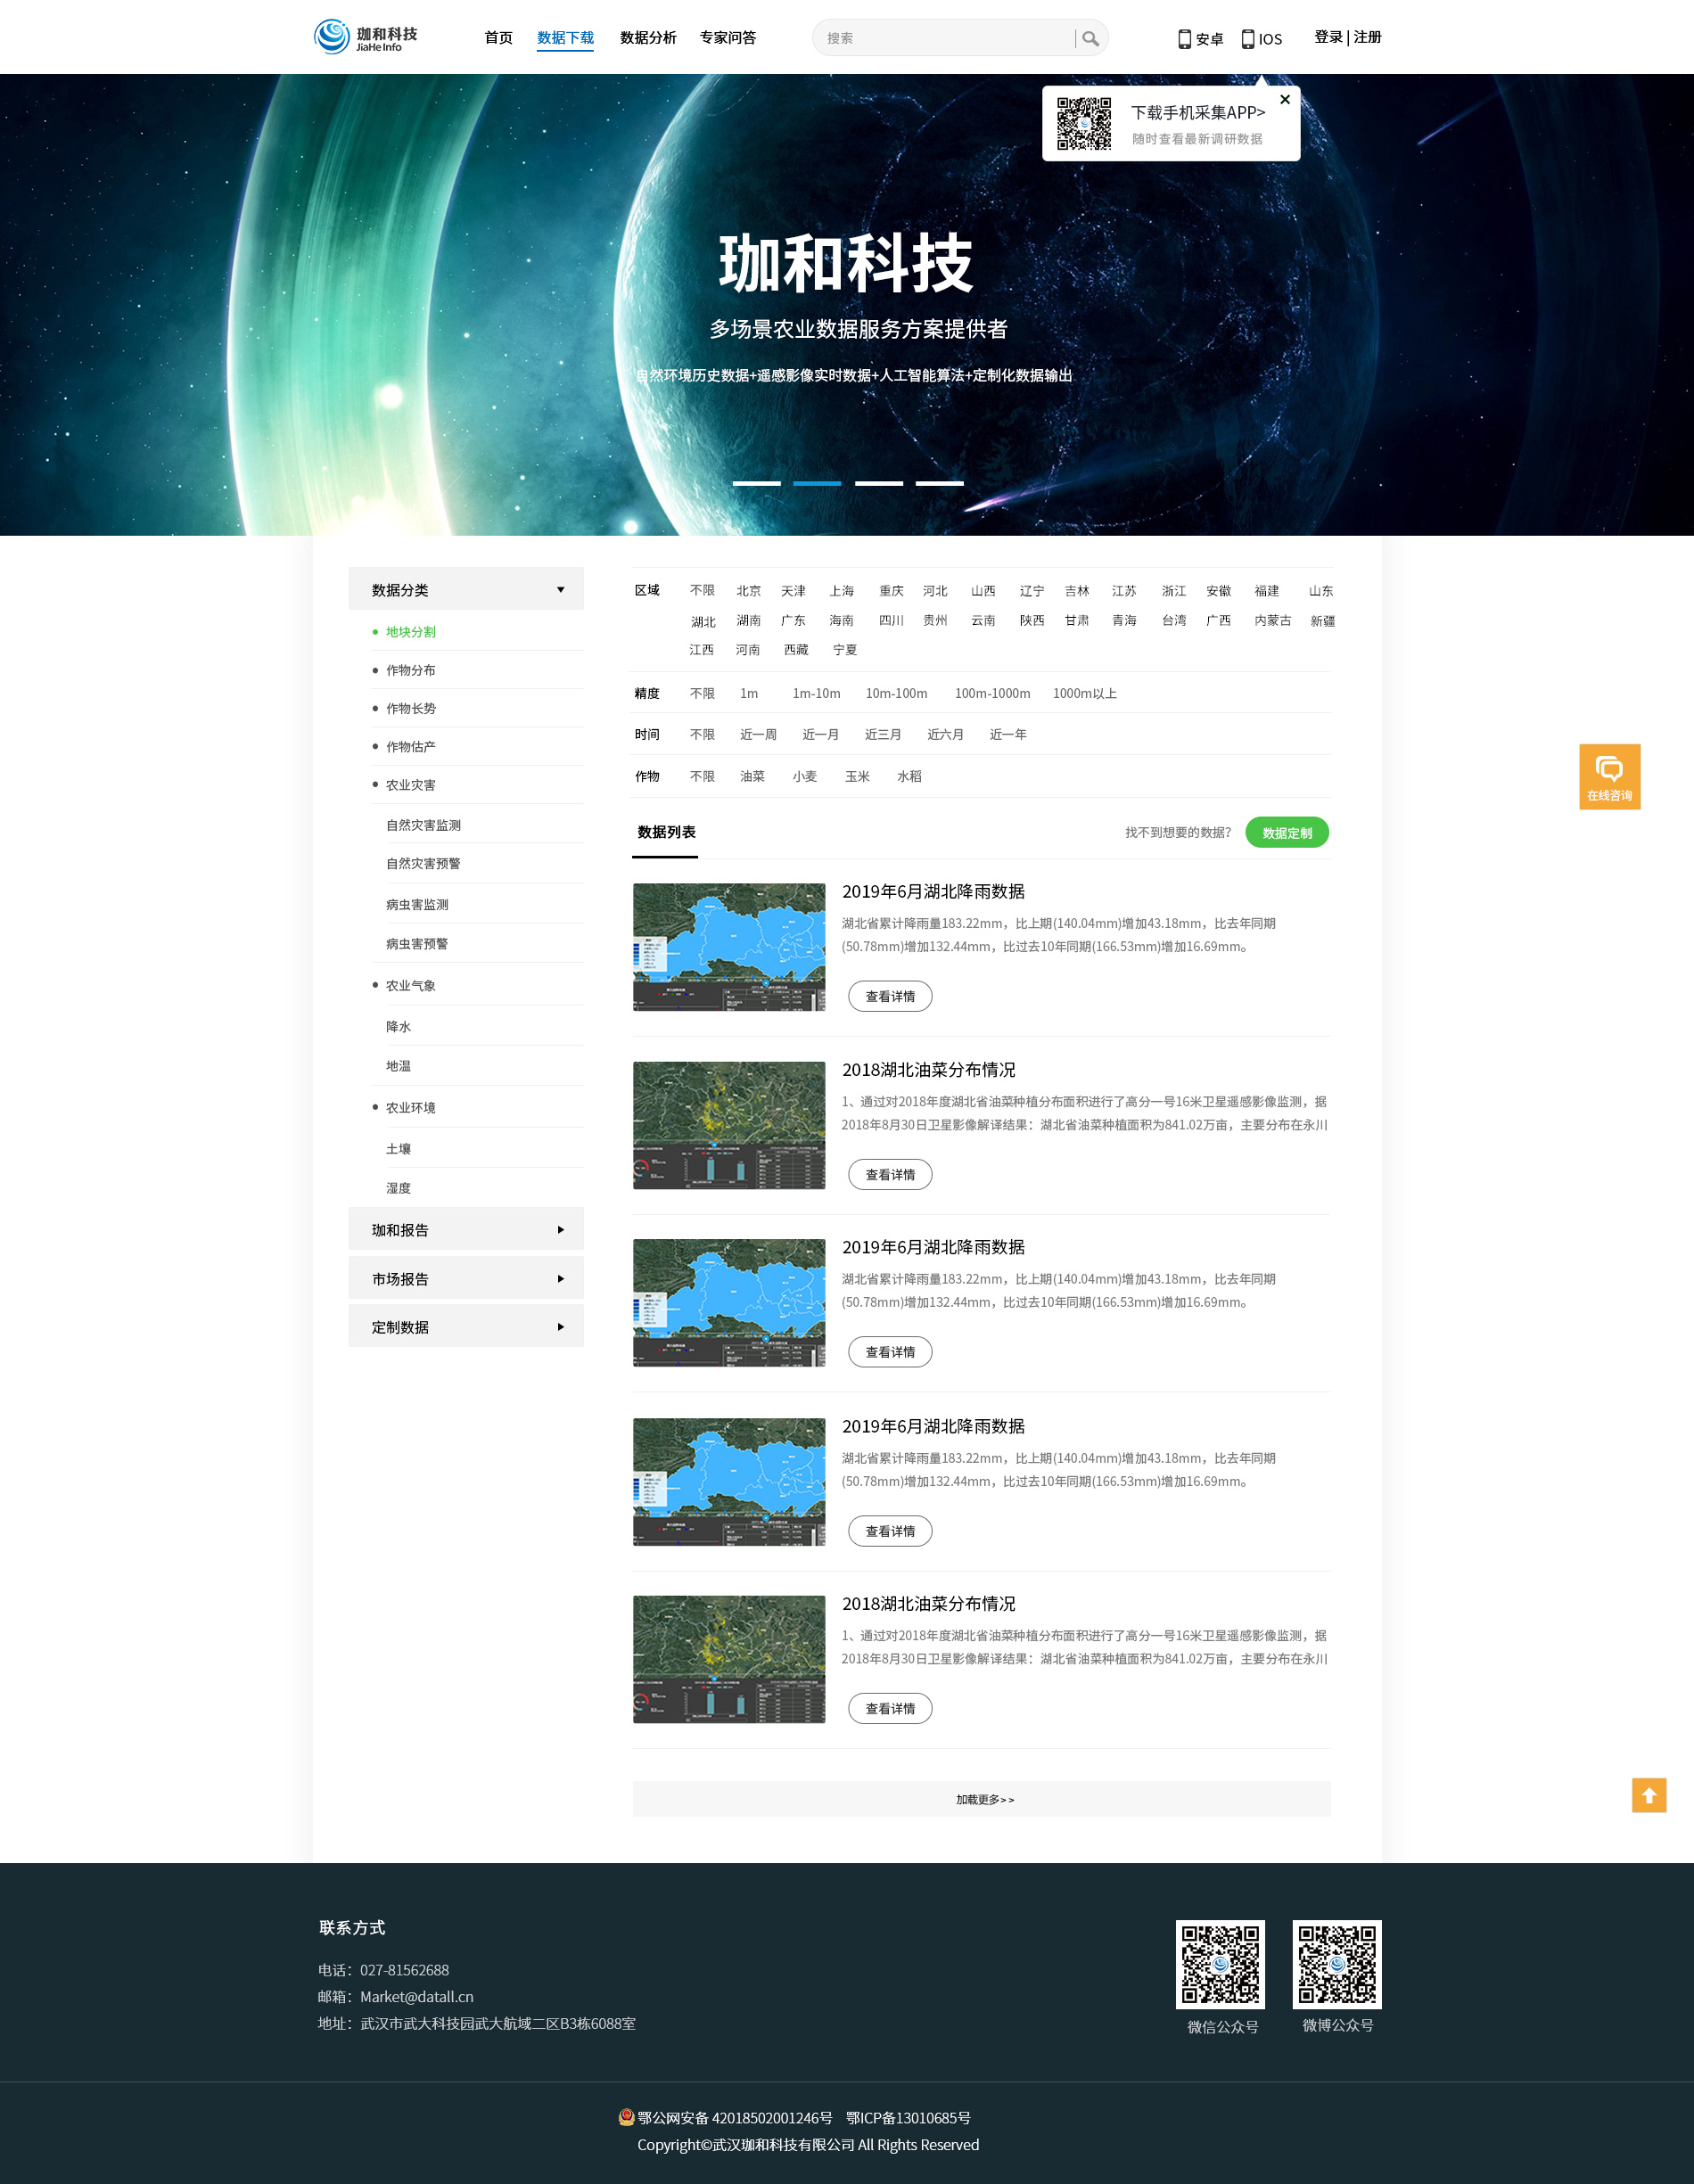 珈和科技
JiaHe Info
首页 数据下载 数据分析 专家问答
搜索
安卓 IOS
登录 | 注册
下载手机采集APP>
随时查看最新调研数据
珈和科技
多场景农业数据服务方案提供者
自然环境历史数据+遥感影像实时数据+人工智能算法+定制化数据输出
数据分类
地块分割
作物分布
作物长势
作物估产
农业灾害
自然灾害监测
自然灾害预警
病虫害监测
病虫害预警
农业气象
降水
地温
农业环境
土壤
湿度
珈和报告
市场报告
定制数据
区域 不限 北京 天津 上海 重庆 河北 山西 辽宁 吉林 江苏 浙江 安徽 福建 山东
湖北 湖南 广东 海南 四川 贵州 云南 陕西 甘肃 青海 台湾 广西 内蒙古 新疆
江西 河南 西藏 宁夏
精度 不限 1m 1m-10m 10m-100m 100m-1000m 1000m以上
时间 不限 近一周 近一月 近三月 近六月 近一年
作物 不限 油菜 小麦 玉米 水稻
数据列表
找不到想要的数据？ 数据定制
2019年6月湖北降雨数据
湖北省累计降雨量183.22mm，比上期(140.04mm)增加43.18mm，比去年同期
(50.78mm)增加132.44mm，比过去10年同期(166.53mm)增加16.69mm。
查看详情
2018湖北油菜分布情况
1、通过对2018年度湖北省油菜种植分布面积进行了高分一号16米卫星遥感影像监测，据
2018年8月30日卫星影像解译结果：湖北省油菜种植面积为841.02万亩，主要分布在永川
查看详情
2019年6月湖北降雨数据
湖北省累计降雨量183.22mm，比上期(140.04mm)增加43.18mm，比去年同期
(50.78mm)增加132.44mm，比过去10年同期(166.53mm)增加16.69mm。
查看详情
2019年6月湖北降雨数据
湖北省累计降雨量183.22mm，比上期(140.04mm)增加43.18mm，比去年同期
(50.78mm)增加132.44mm，比过去10年同期(166.53mm)增加16.69mm。
查看详情
2018湖北油菜分布情况
1、通过对2018年度湖北省油菜种植分布面积进行了高分一号16米卫星遥感影像监测，据
2018年8月30日卫星影像解译结果：湖北省油菜种植面积为841.02万亩，主要分布在永川
查看详情
加载更多>>
在线咨询
联系方式
电话：027-81562688
邮箱：Market@datall.cn
地址：武汉市武大科技园武大航域二区B3栋6088室
微信公众号 微博公众号
鄂公网安备 42018502001246号 鄂ICP备13010685号
Copyright©武汉珈和科技有限公司 All Rights Reserved